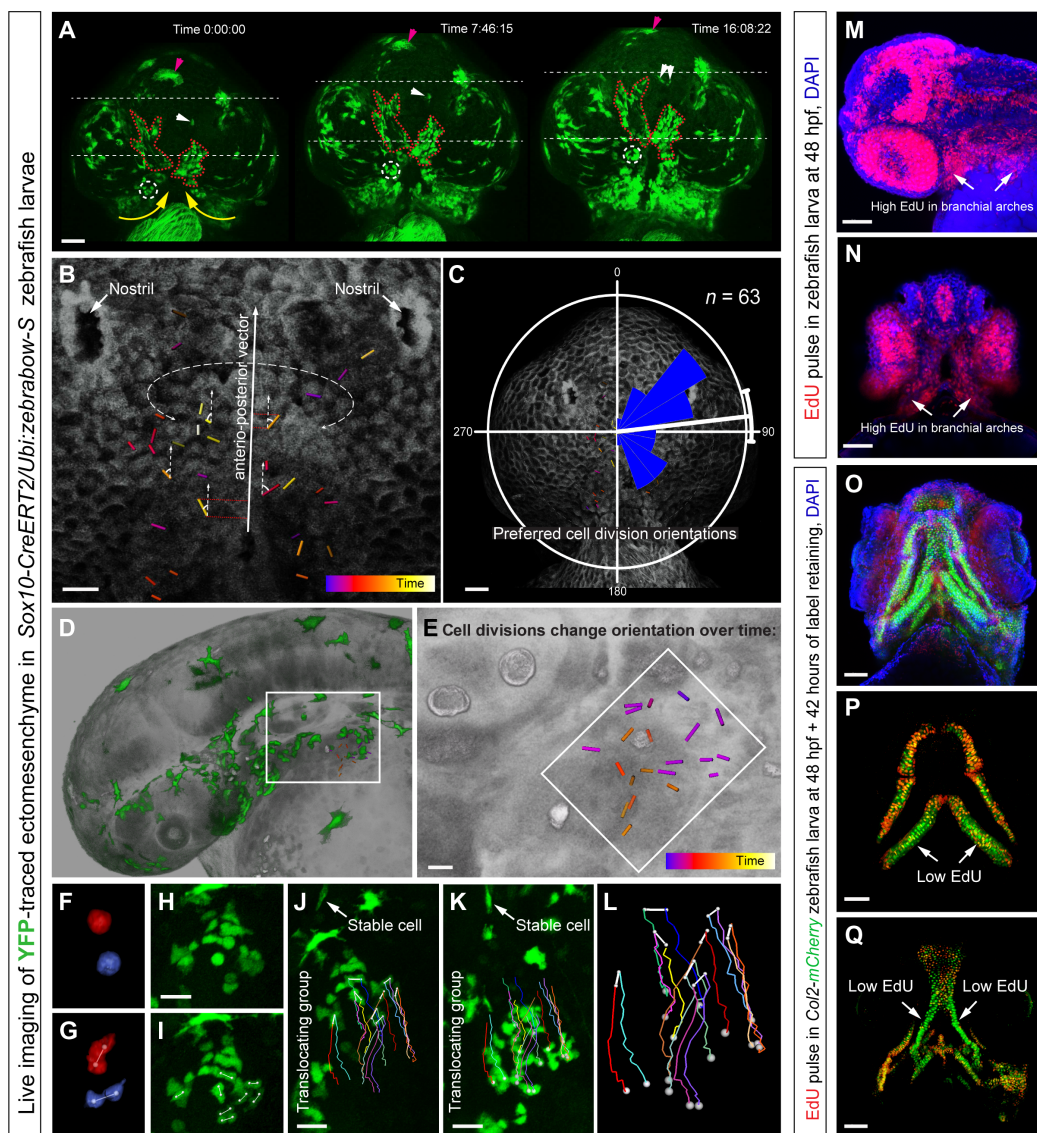 Live imaging of YFP-traced ectomesenchyme in Sox10-CreERT2/Ubi:zebrabow-S zebrafish larvae
A
Time 0:00:00
Time 7:46:15
Time 16:08:22
B
Nostril
Nostril
anterio-posterior vector
Time
C
0
n = 63
270
90
Preferred cell division orientations
180
D
E
Cell divisions change orientation over time:
Time
F
G
H
I
J
Stable cell
Translocating group
K
Stable cell
Translocating group
L
EdU pulse in zebrafish larva at 48 hpf, DAPI
M
High EdU in branchial arches
N
High EdU in branchial arches
EdU pulse in Col2-mCherry zebrafish larva at 48 hpf + 42 hours of label retaining, DAPI
O
P
Low EdU
Q
Low EdU
Low EdU